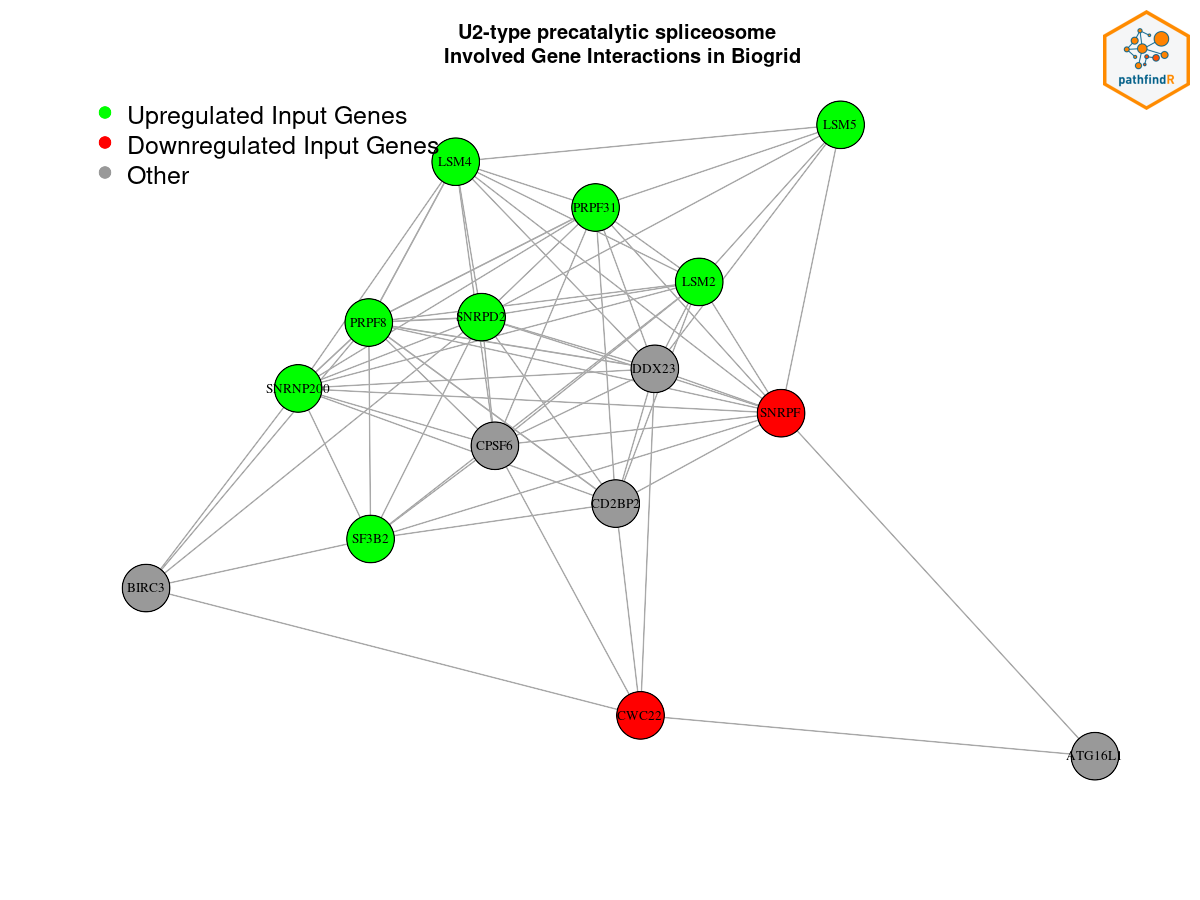 U2-type precatalytic spliceosome
Involved Gene Interactions in Biogrid
pathfindR
Upregulated Input Genes
Downregulated Input Genes
Other
LSM5
LSM4
PRPF31
LSM2
SNRPD2
PRPF8
DDX23
SNRNP200
SNRPF
CPSF6
CD2BP2
SF3B2
BIRC3
CWC22
ATG16L1